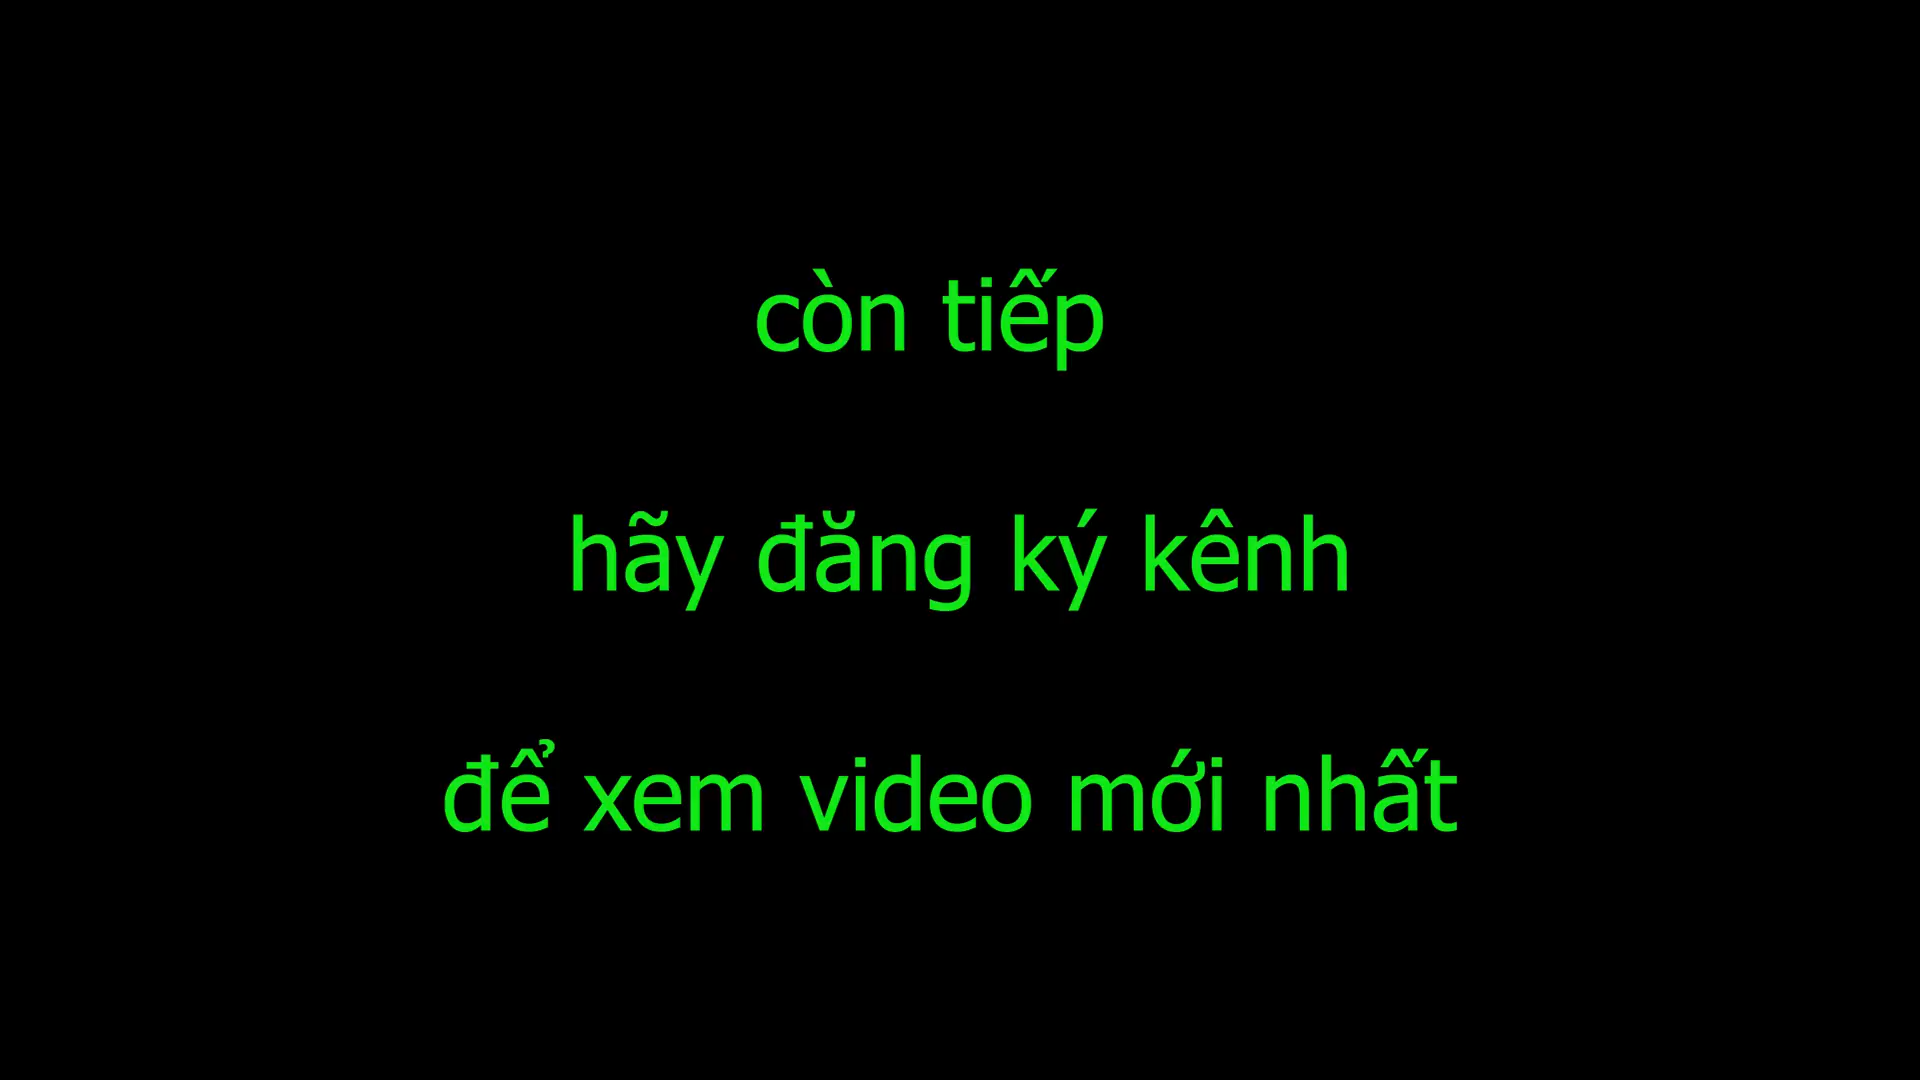 còn tiếp
hãy đăng ký kênh
để xem video mới nhất